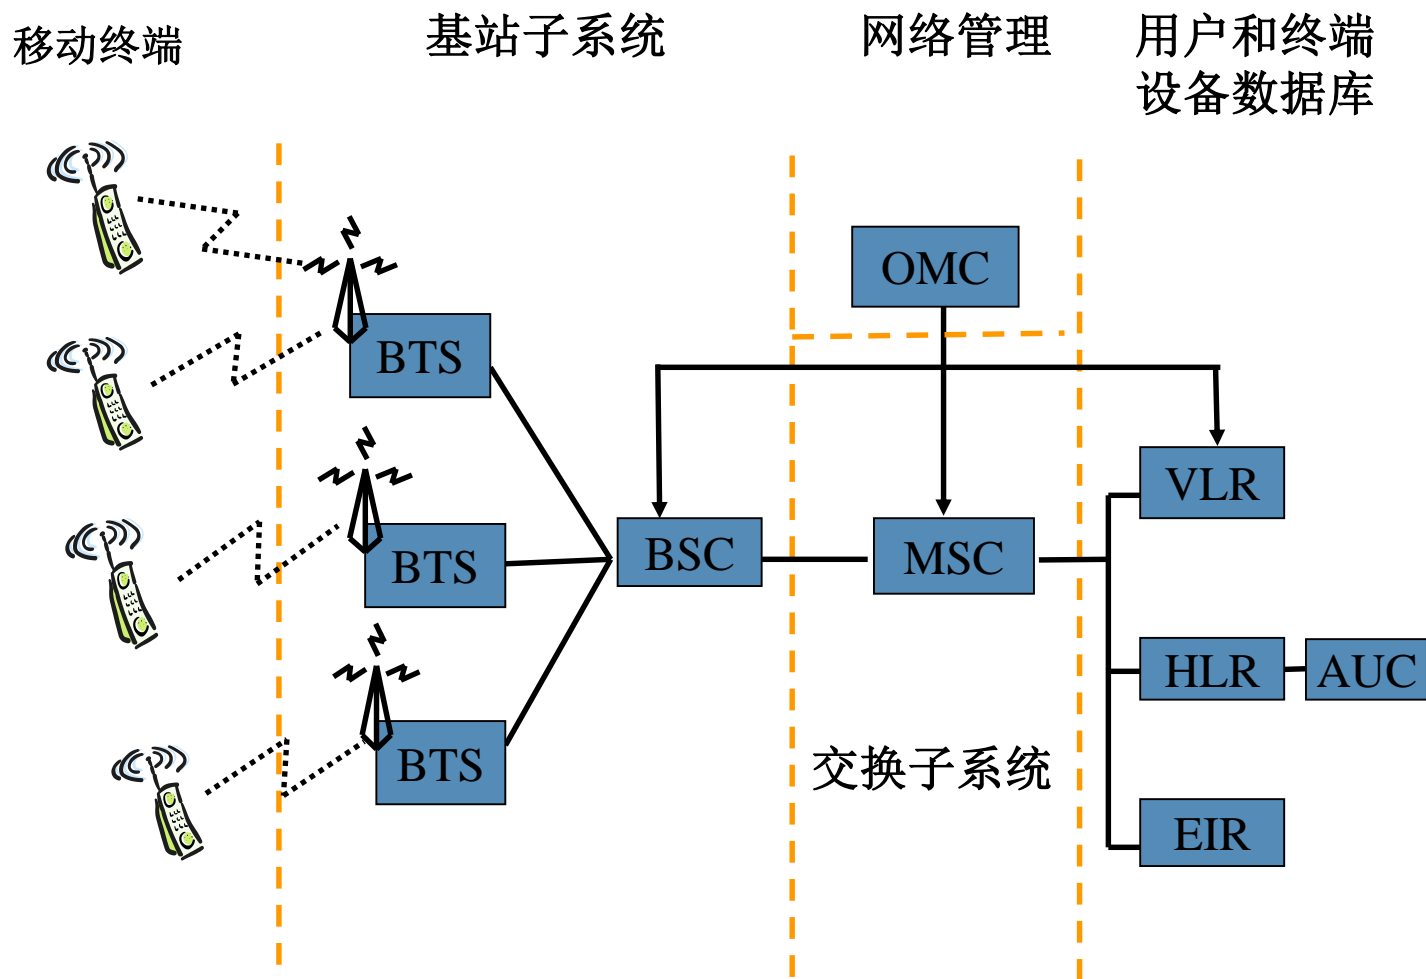 移动终端
基站子系统
网络管理
用户和终端
设备数据库
OMC
BTS
VLR
BTS
BSC
MSC
HLR
AUC
BTS
交换子系统
EIR